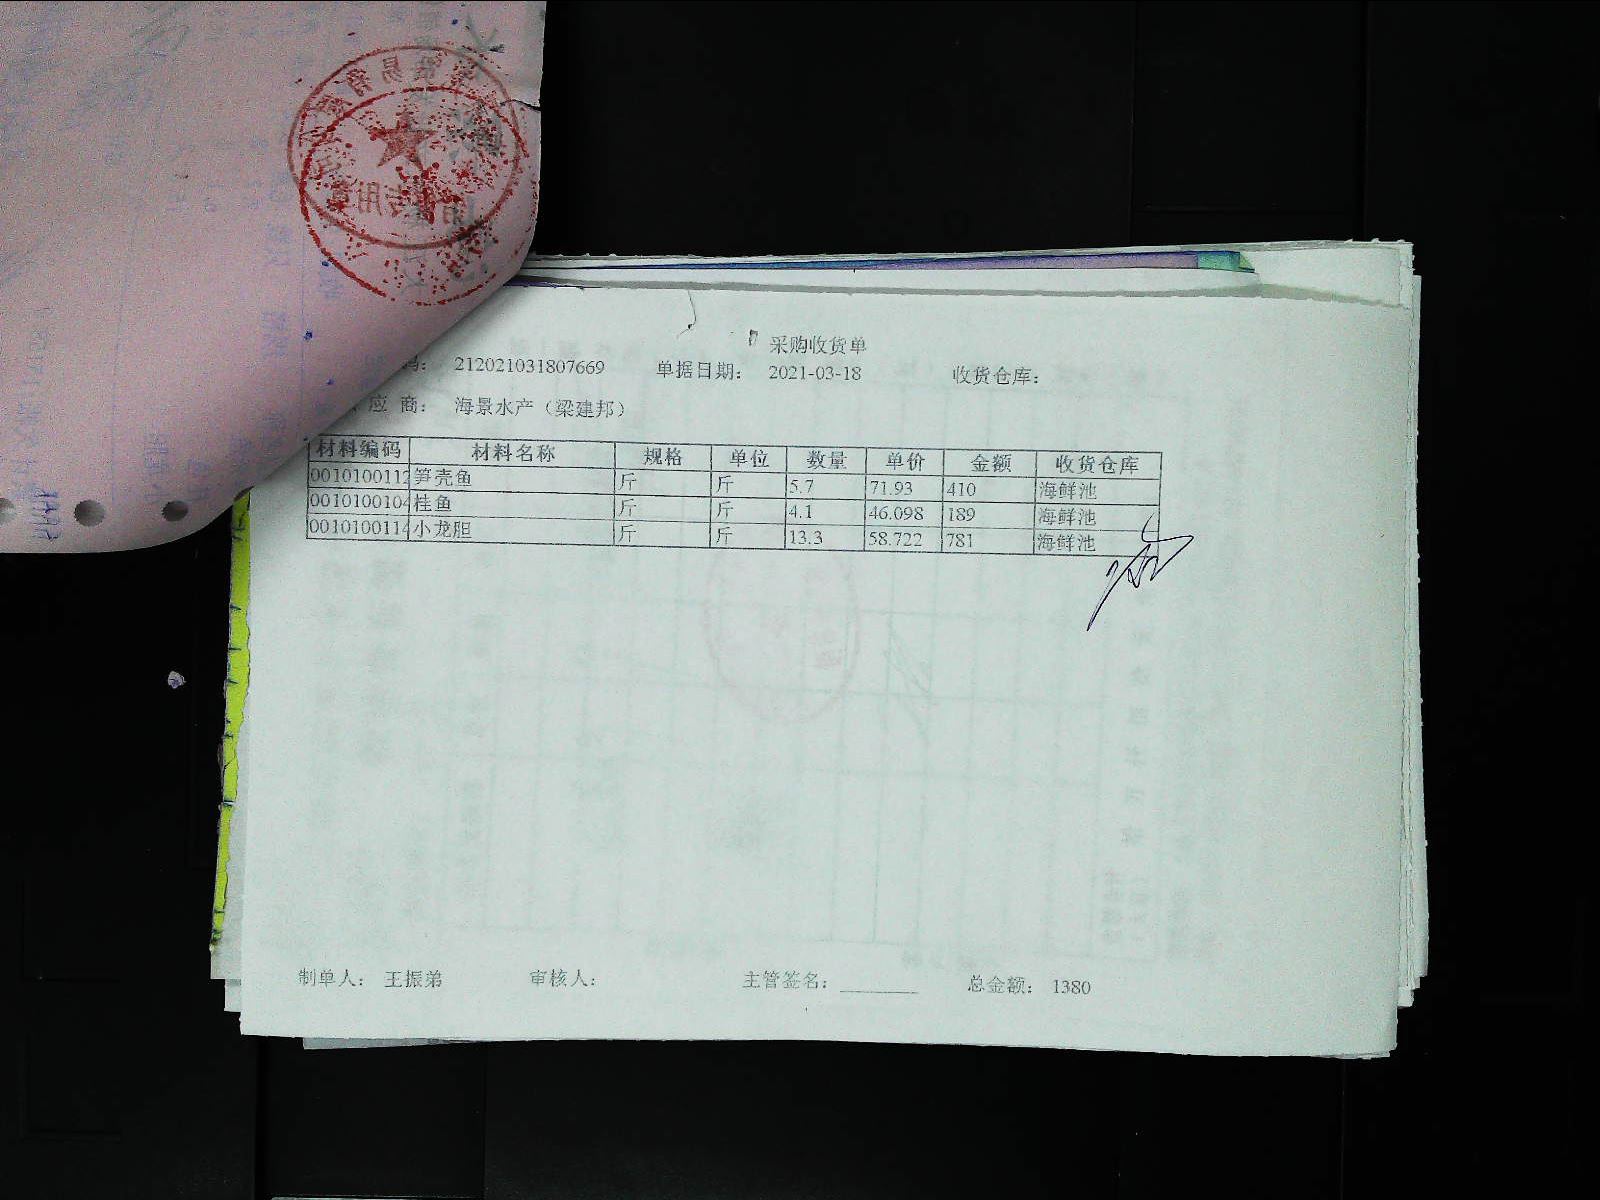 采购收货单
码: 212021031807669 单据日期: 2021-03-18 收货仓库:
应 商: 海景水产（梁建邦）
材料编码 材料名称 规格 单位 数量 单价 金额 收货仓库
0010100112 笋壳鱼 斤 斤 5.7 71.93 410 海鲜池
0010100104 桂鱼 斤 斤 4.1 46.098 189 海鲜池
0010100114 小龙胆 斤 斤 13.3 58.722 781 海鲜池
制单人: 王振弟 审核人: 主管签名: ________ 总金额: 1380